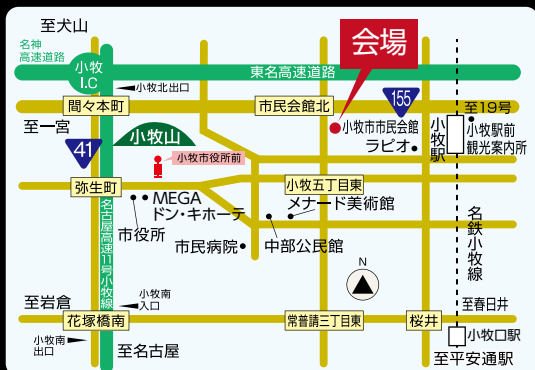 至犬山
名神
高速道路
小牧
I.C
小牧北出口
東名高速道路
会場
間々本町
市民会館北
155
至19号
至一宮
小牧山
小牧市市民会館
小牧駅
小牧駅前
観光案内所
ラピオ
41
小牧市役所前
弥生町
小牧五丁目東
MEGA
ドン・キホーテ
メナード美術館
市役所
市民病院
中部公民館
名古屋高速11号小牧線
名鉄小牧線
N
至岩倉
小牧南
入口
至春日井
花塚橋南
常普請三丁目東
桜井
小牧口駅
小牧南
出口
至名古屋
至平安通駅